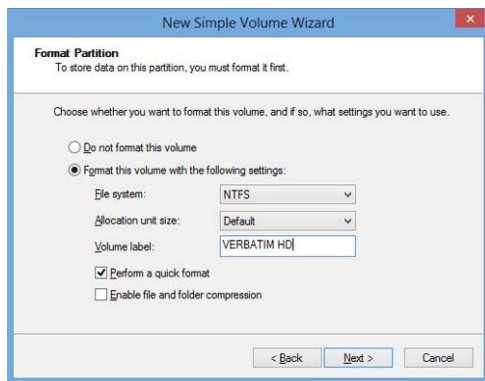 New Simple Volume Wizard
Format Partition
To store data on this partition, you must format it first.
Choose whether you want to format this volume, and if so, what settings you want to use.
Do not format this volume
Format this volume with the following settings:
File system: NTFS
Allocation unit size: Default
Volume label: VERBATIM HD
Perform a quick format
Enable file and folder compression
< Back Next > Cancel